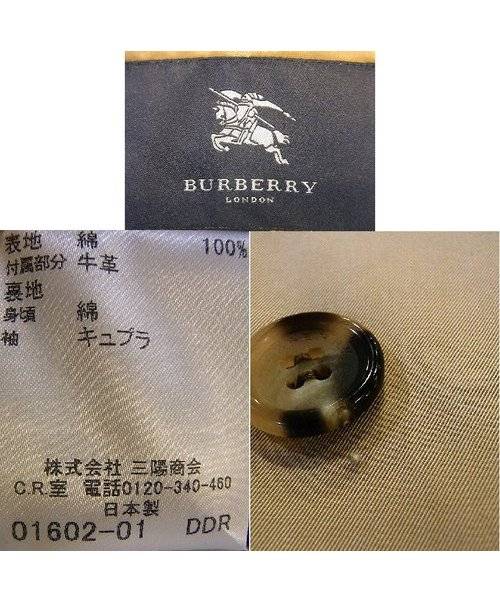 BURBERRY
LONDON
表地 綿 100%
付属部分 牛革
裏地
身頃 綿
袖 キュプラ
株式会社 三陽商会
C.R.室 電話0120-340-460
日本製
01602-01 DDR